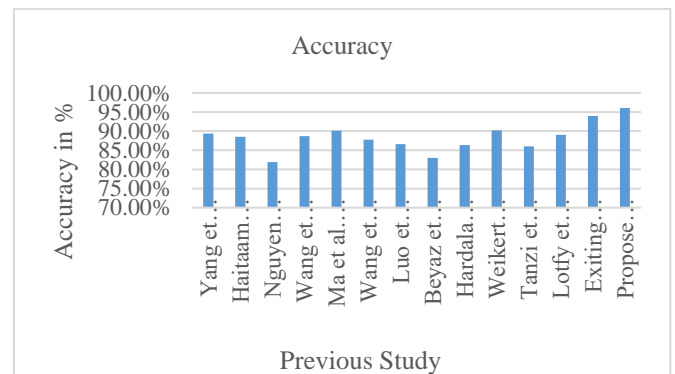 Accuracy
Accuracy in %
100.00%
95.00%
90.00%
85.00%
80.00%
75.00%
70.00%
Yang et…
Haitaam…
Nguyen…
Wang et…
Ma et al.…
Wang et…
Luo et…
Beyaz et…
Hardala…
Weikert…
Tanzi et…
Lotfy et…
Exiting…
Propose…
Previous Study